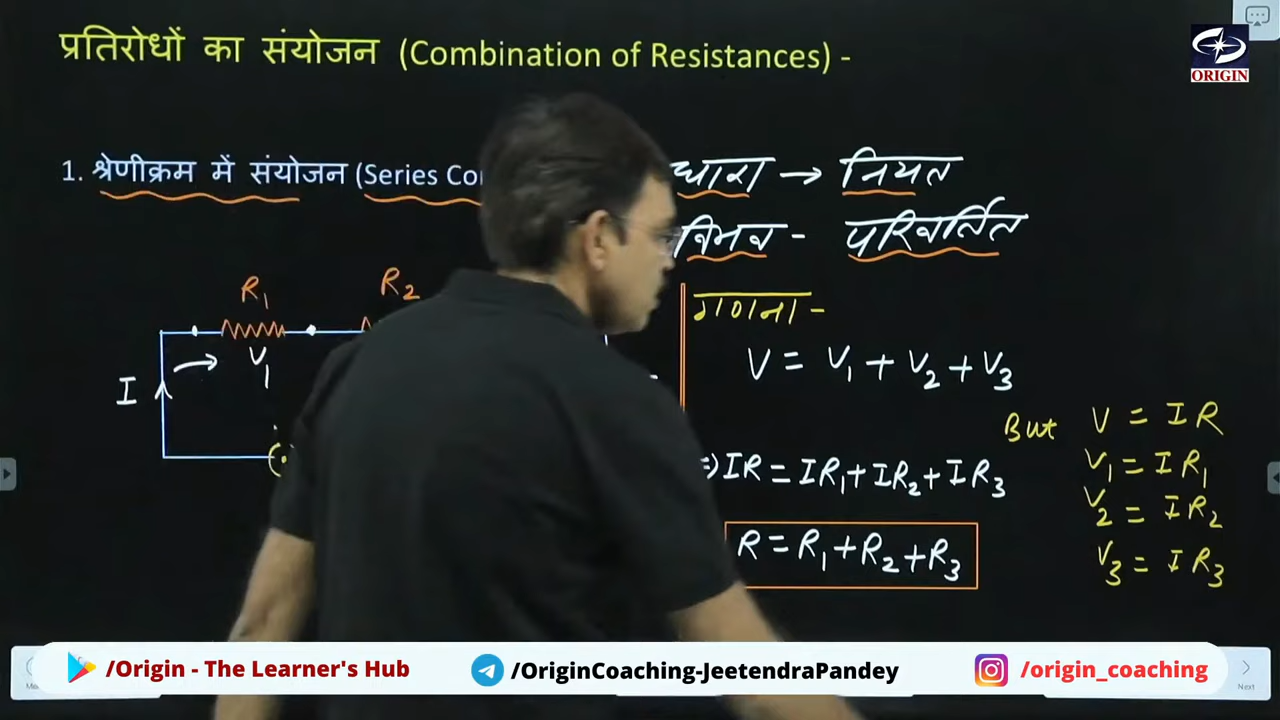 प्रतिरोधों का संयोजन (Combination of Resistances) -
ORIGIN
1. श्रेणीक्रम में संयोजन (Series
धारा → नियत
विभव - परिवर्तित
R₁
R₂
V₁
I
गणना -
V = V₁ + V₂ + V₃
But V = IR
V₁ = IR₁
V₂ = IR₂
V₃ = IR₃
⇒ IR = IR₁ + IR₂ + IR₃
R = R₁ + R₂ + R₃
/Origin - The Learner's Hub
/OriginCoaching-JeetendraPandey
/origin_coaching
Next